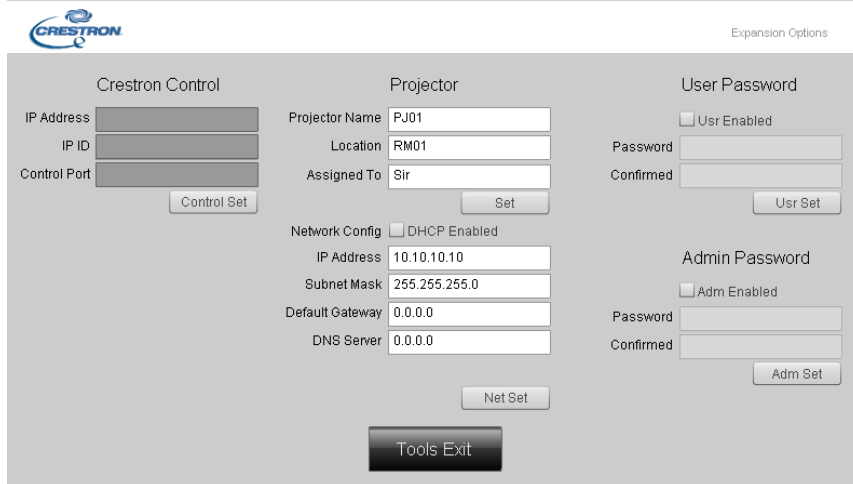 CRESTRON
Expansion Options
Crestron Control
IP Address
IP ID
Control Port
Control Set
Projector
Projector Name PJ01
Location RM01
Assigned To Sir
Set
Network Config DHCP Enabled
IP Address 10.10.10.10
Subnet Mask 255.255.255.0
Default Gateway 0.0.0.0
DNS Server 0.0.0.0
Net Set
User Password
Usr Enabled
Password
Confirmed
Usr Set
Admin Password
Adm Enabled
Password
Confirmed
Adm Set
Tools Exit